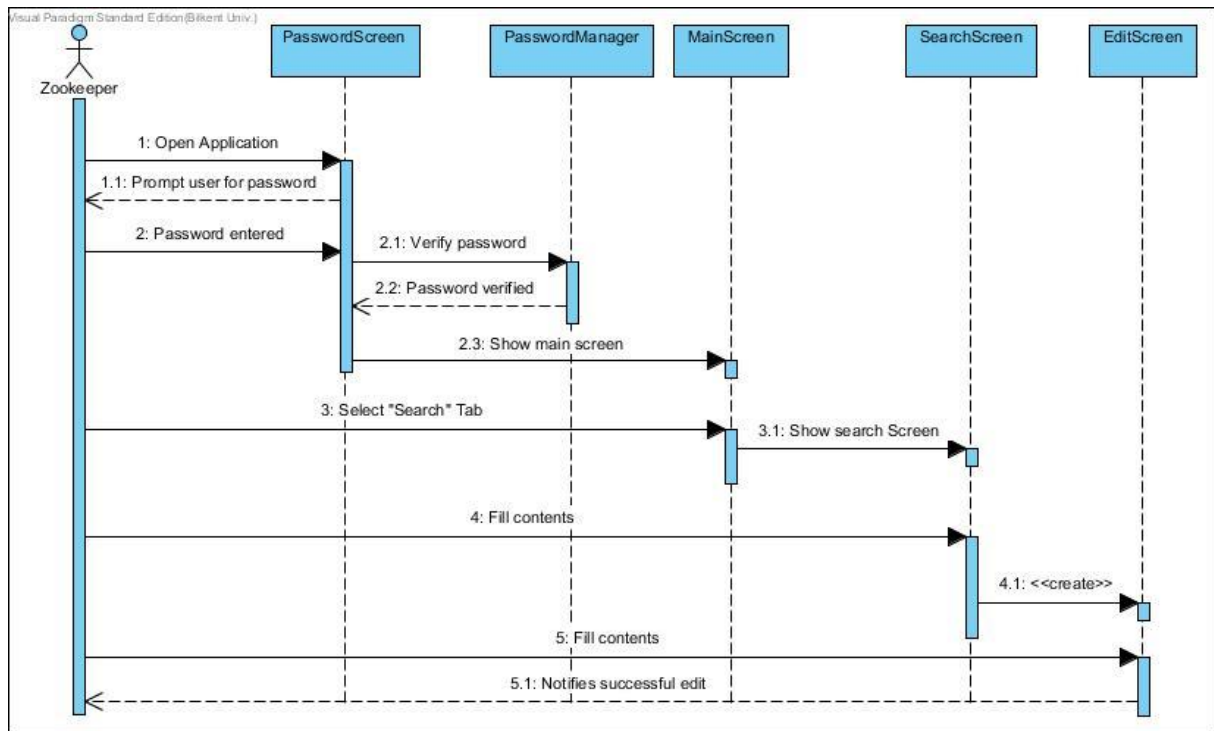 Visual Paradigm Standard Edition(Bilkent Univ.)
PasswordScreen
PasswordManager
MainScreen
SearchScreen
EditScreen
Zookeeper
1: Open Application
1.1: Prompt user for password
2: Password entered
2.1: Verify password
2.2: Password verified
2.3: Show main screen
3: Select "Search" Tab
3.1: Show search Screen
4: Fill contents
4.1: <<create>>
5: Fill contents
5.1: Notifies successful edit